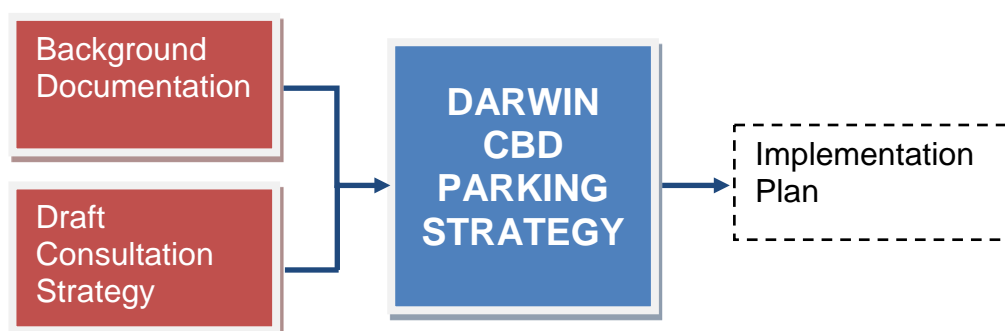 Background
Documentation
Draft
Consultation
Strategy
DARWIN
CBD
PARKING
STRATEGY
Implementation
Plan